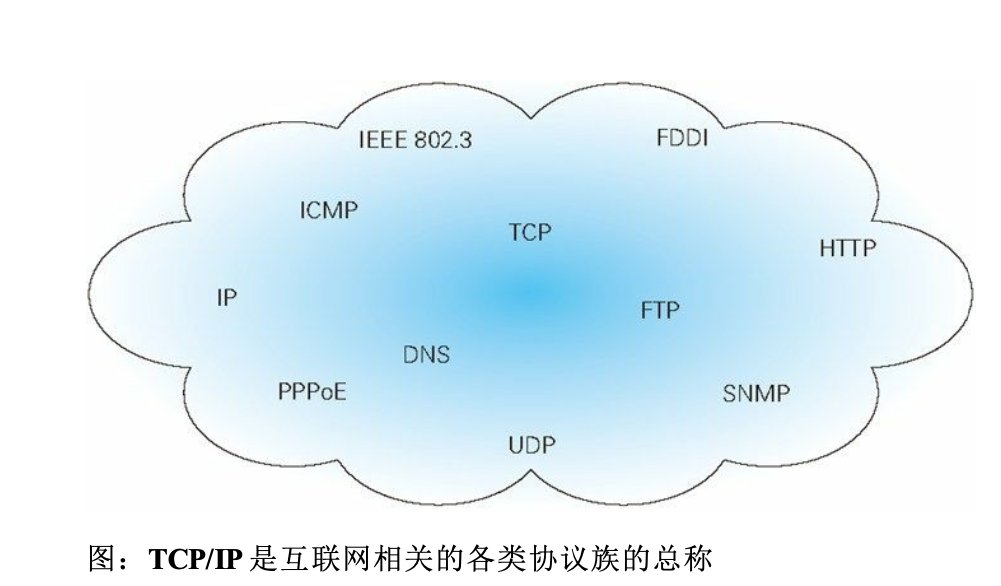 IEEE 802.3
FDDI
ICMP
TCP
HTTP
IP
FTP
DNS
PPPoE
SNMP
UDP
图：TCP/IP 是互联网相关的各类协议族的总称